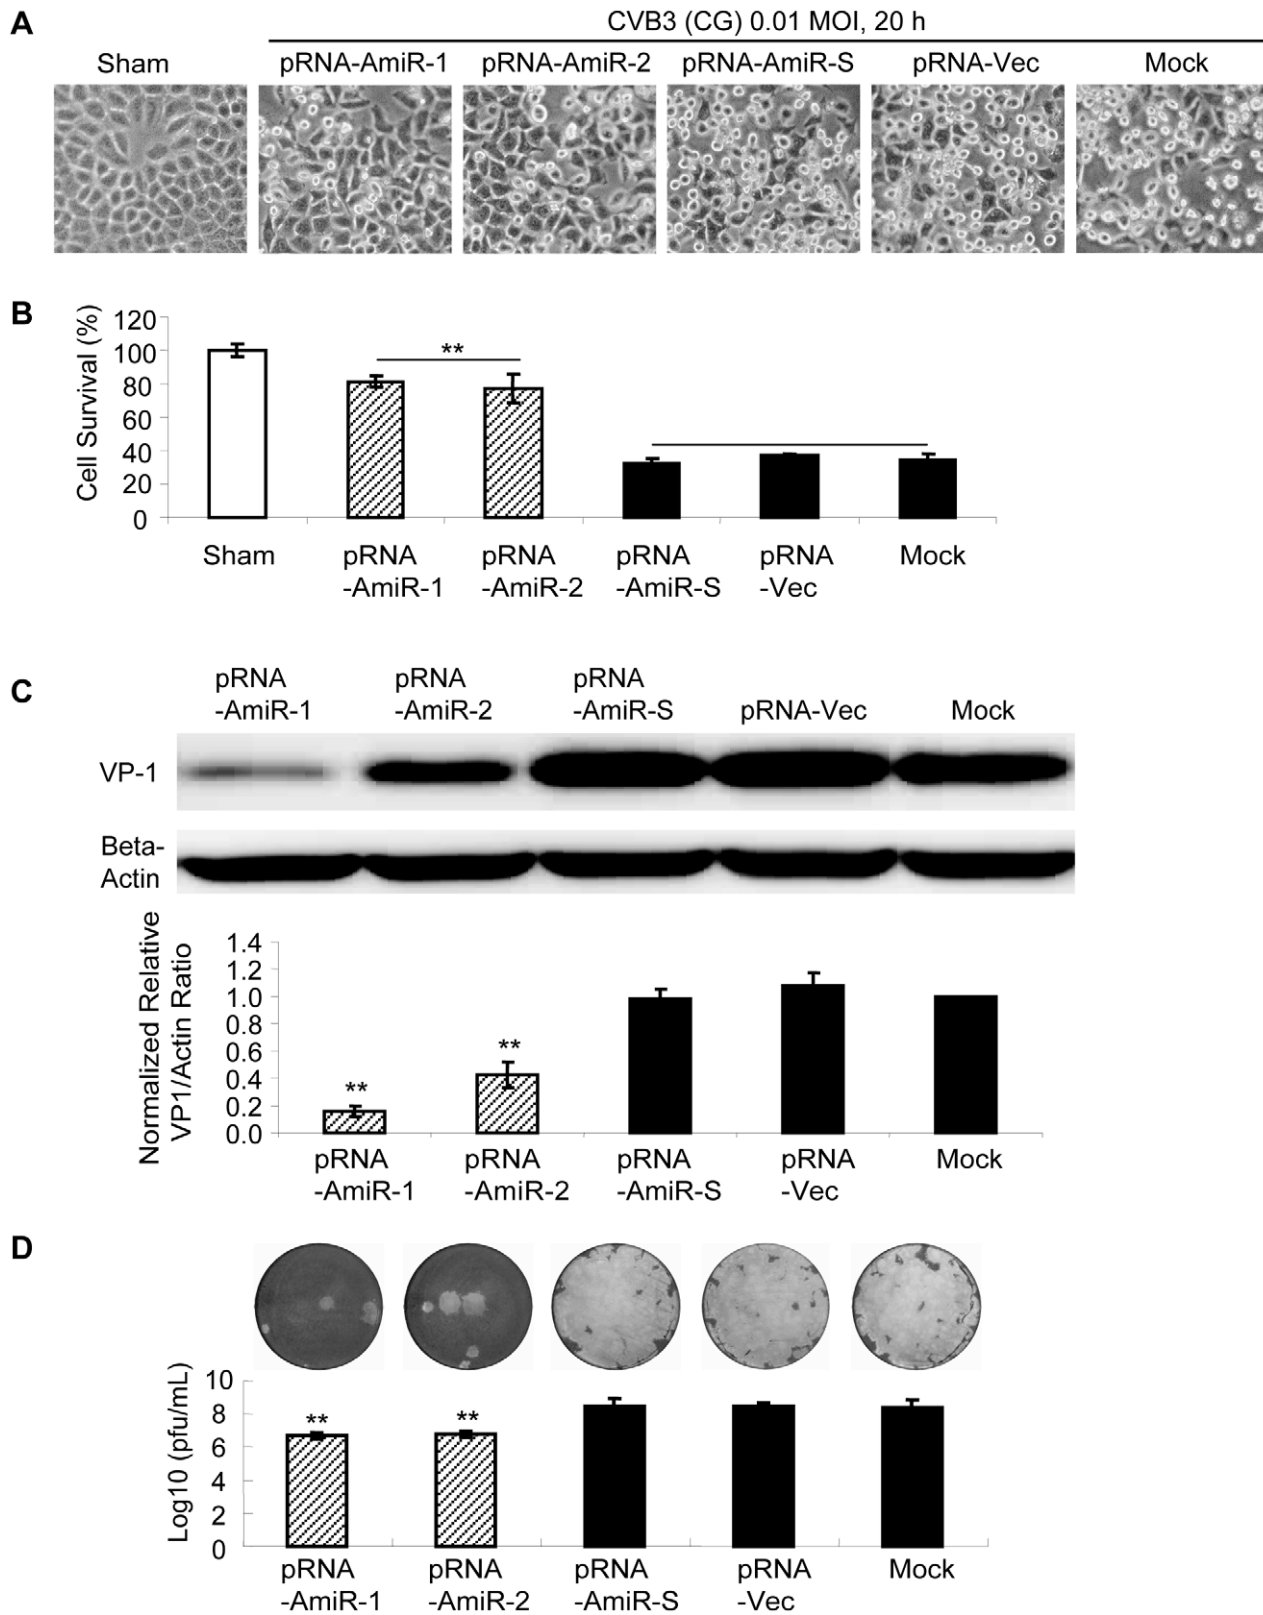 A
CVB3 (CG) 0.01 MOI, 20 h
Sham pRNA-AmiR-1 pRNA-AmiR-2 pRNA-AmiR-S pRNA-Vec Mock
B
Cell Survival (%)
120
100
80
60
40
20
0
**
Sham pRNA pRNA pRNA pRNA Mock
-AmiR-1 -AmiR-2 -AmiR-S -Vec
C
pRNA pRNA pRNA
-AmiR-1 -AmiR-2 -AmiR-S pRNA-Vec Mock
VP-1
Beta-
Actin
Normalized Relative
VP1/Actin Ratio
1.4
1.2
1.0
0.8
0.6
0.4
0.2
0.0
** **
pRNA pRNA pRNA pRNA Mock
-AmiR-1 -AmiR-2 -AmiR-S -Vec
D
Log10 (pfu/mL)
10
8
6
4
2
0
** **
pRNA pRNA pRNA pRNA Mock
-AmiR-1 -AmiR-2 -AmiR-S -Vec